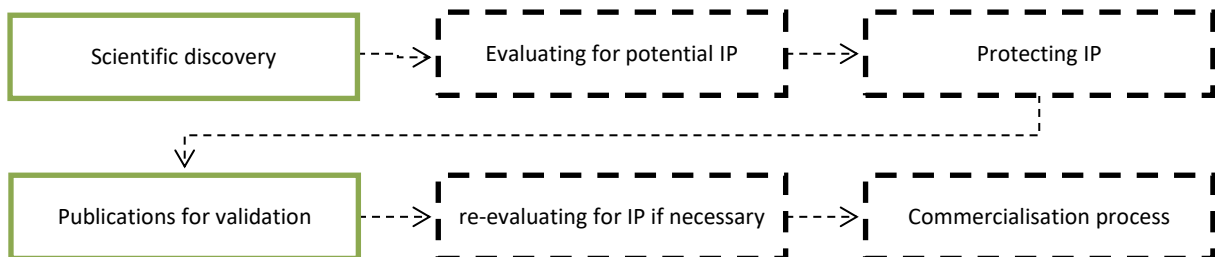 Scientific discovery
Evaluating for potential IP
Protecting IP
Publications for validation
re-evaluating for IP if necessary
Commercialisation process